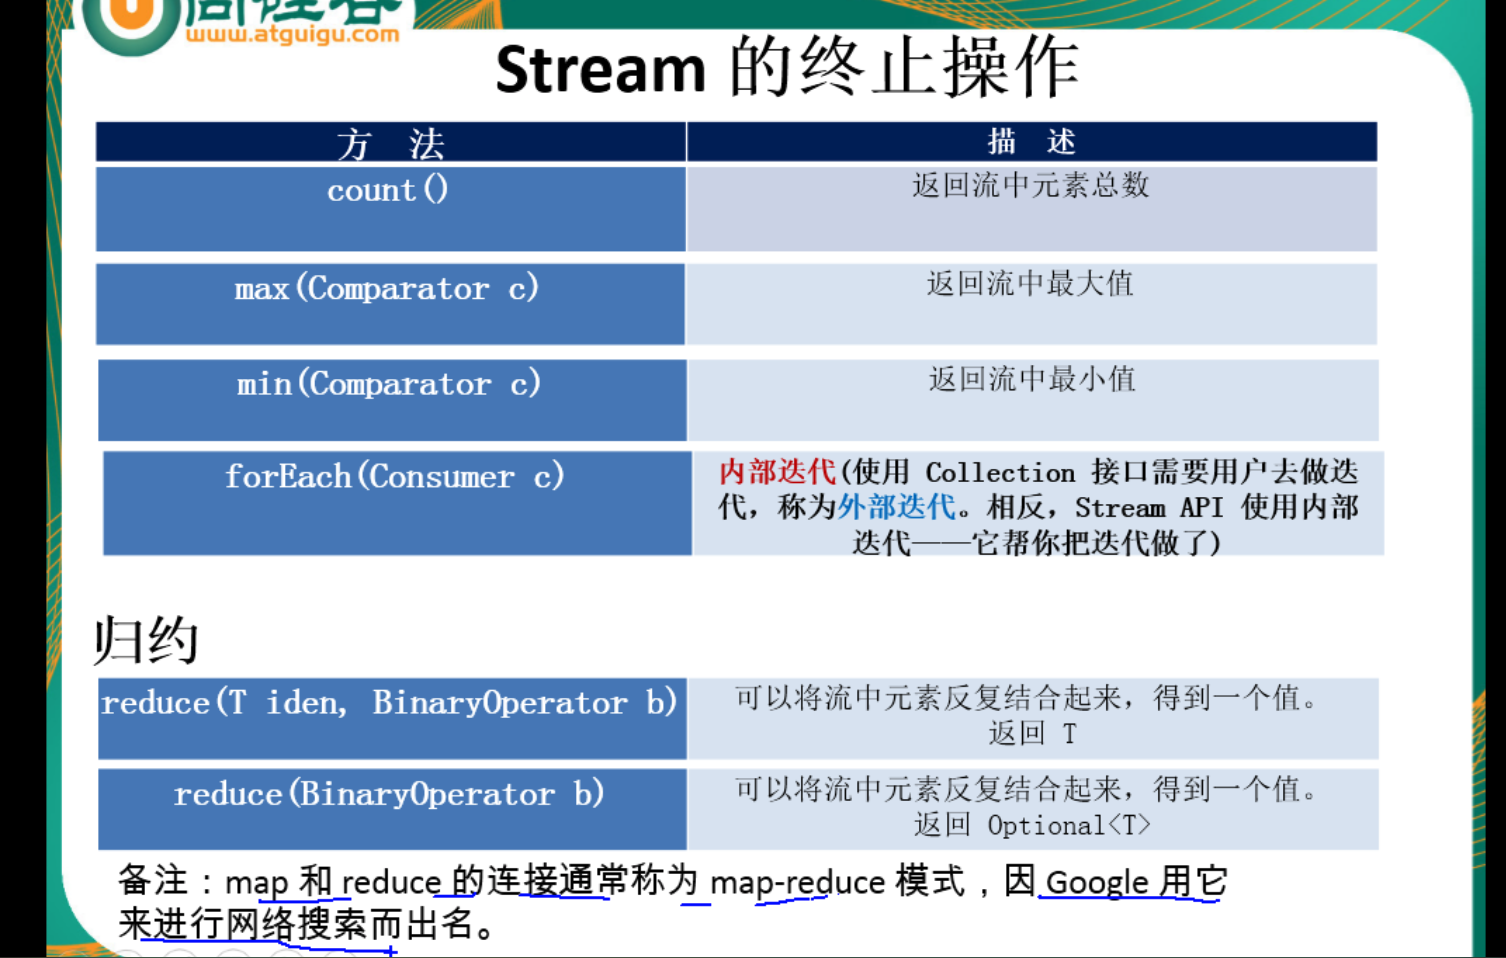 www.atguigu.com
Stream 的终止操作
方 法
描 述
count()
返回流中元素总数
max(Comparator c)
返回流中最大值
min(Comparator c)
返回流中最小值
forEach(Consumer c)
内部迭代(使用 Collection 接口需要用户去做迭
代，称为外部迭代。相反，Stream API 使用内部
迭代——它帮你把迭代做了)
归约
reduce(T iden, BinaryOperator b)
可以将流中元素反复结合起来，得到一个值。
返回 T
reduce(BinaryOperator b)
可以将流中元素反复结合起来，得到一个值。
返回 Optional<T>
备注：map 和 reduce 的连接通常称为 map-reduce 模式，因 Google 用它
来进行网络搜索而出名。